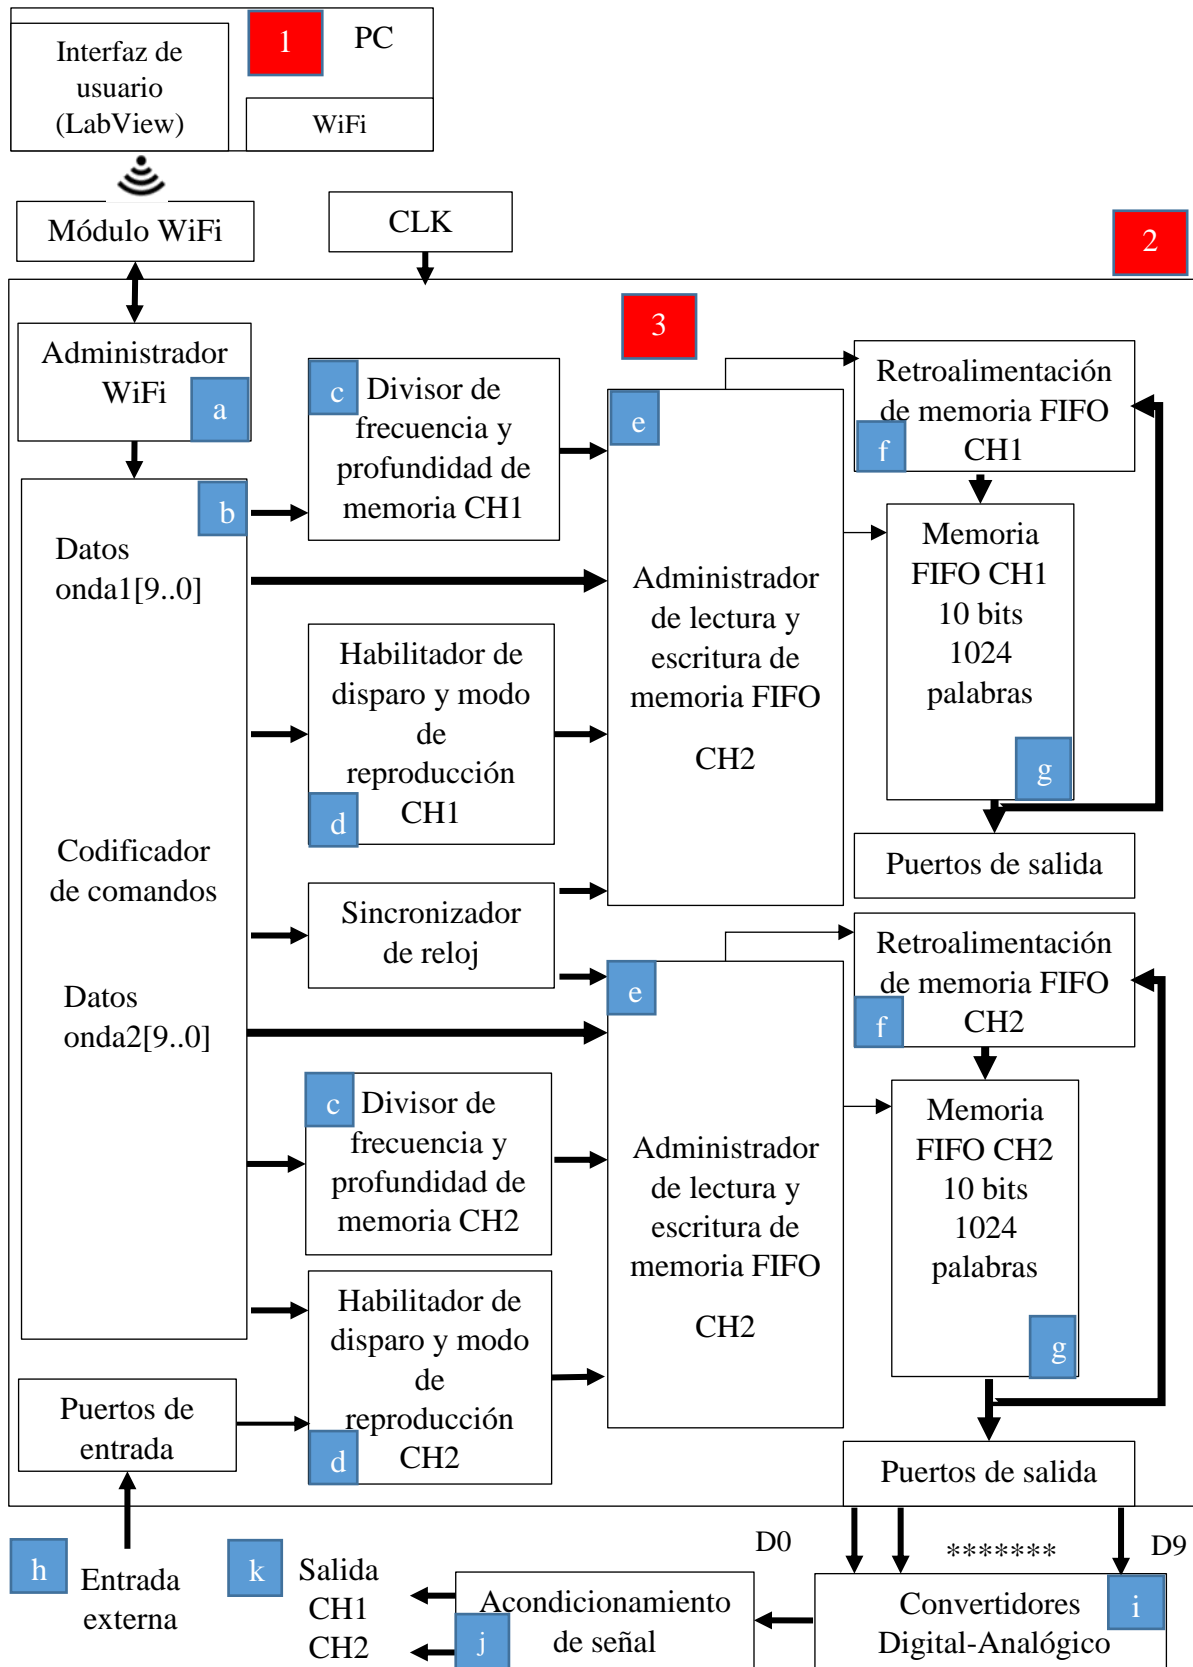 1
PC
Interfaz de
usuario
(LabView)
WiFi
Módulo WiFi
CLK
2
3
Administrador
WiFi
a
c
Divisor de
frecuencia y
profundidad de
memoria CH1
e
Retroalimentación
de memoria FIFO
CH1
f
b
Datos
onda1[9..0]
Administrador
de lectura y
escritura de
memoria FIFO
CH2
Memoria
FIFO CH1
10 bits
1024
palabras
g
Habilitador de
disparo y modo
de
reproducción
CH1
d
Codificador
de comandos
Puertos de salida
Sincronizador
de reloj
Retroalimentación
de memoria FIFO
CH2
f
e
Datos
onda2[9..0]
c
Divisor de
frecuencia y
profundidad de
memoria CH2
Administrador
de lectura y
escritura de
memoria FIFO
CH2
Memoria
FIFO CH2
10 bits
1024
palabras
g
Habilitador de
disparo y modo
de
reproducción
CH2
d
Puertos de
entrada
Puertos de salida
D0
*******
D9
h
Entrada
externa
k
Salida
CH1
CH2
Acondicionamiento
de señal
j
Convertidores
Digital-Analógico
i